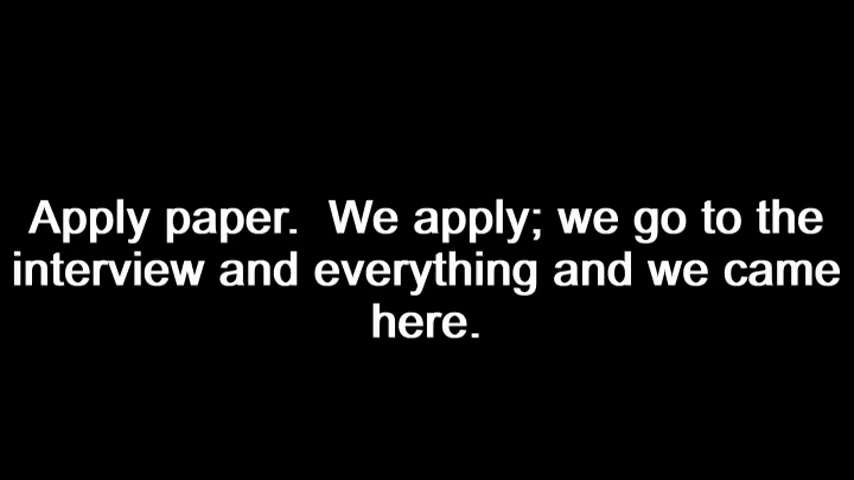 Apply paper.  We apply; we go to the
interview and everything and we came
here.